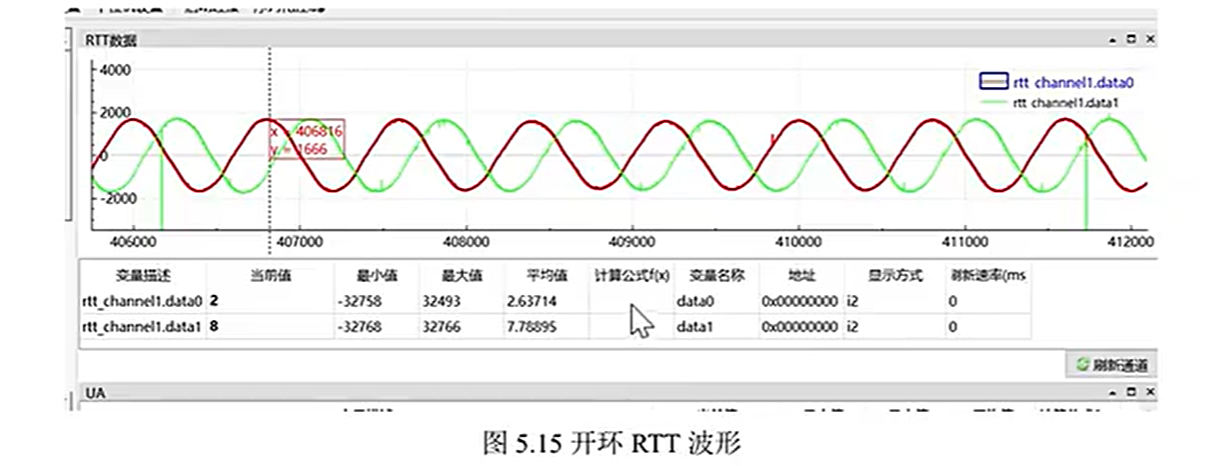 RTT数据
4000
2000
0
-2000
x = 406816
y = 1666
rtt channel1.data0
rtt channel1.data1
406000 407000 408000 409000 410000 411000 412000
变量描述 当前值 最小值 最大值 平均值 计算公式f(x) 变量名称 地址 显示方式 刷新速率(ms
rtt_channel1.data0 2 -32758 32493 2.63714 data0 0x00000000 i2 0
rtt_channel1.data1 8 -32768 32766 7.78895 data1 0x00000000 i2 0
刷新通道
UA
图 5.15 开环 RTT 波形